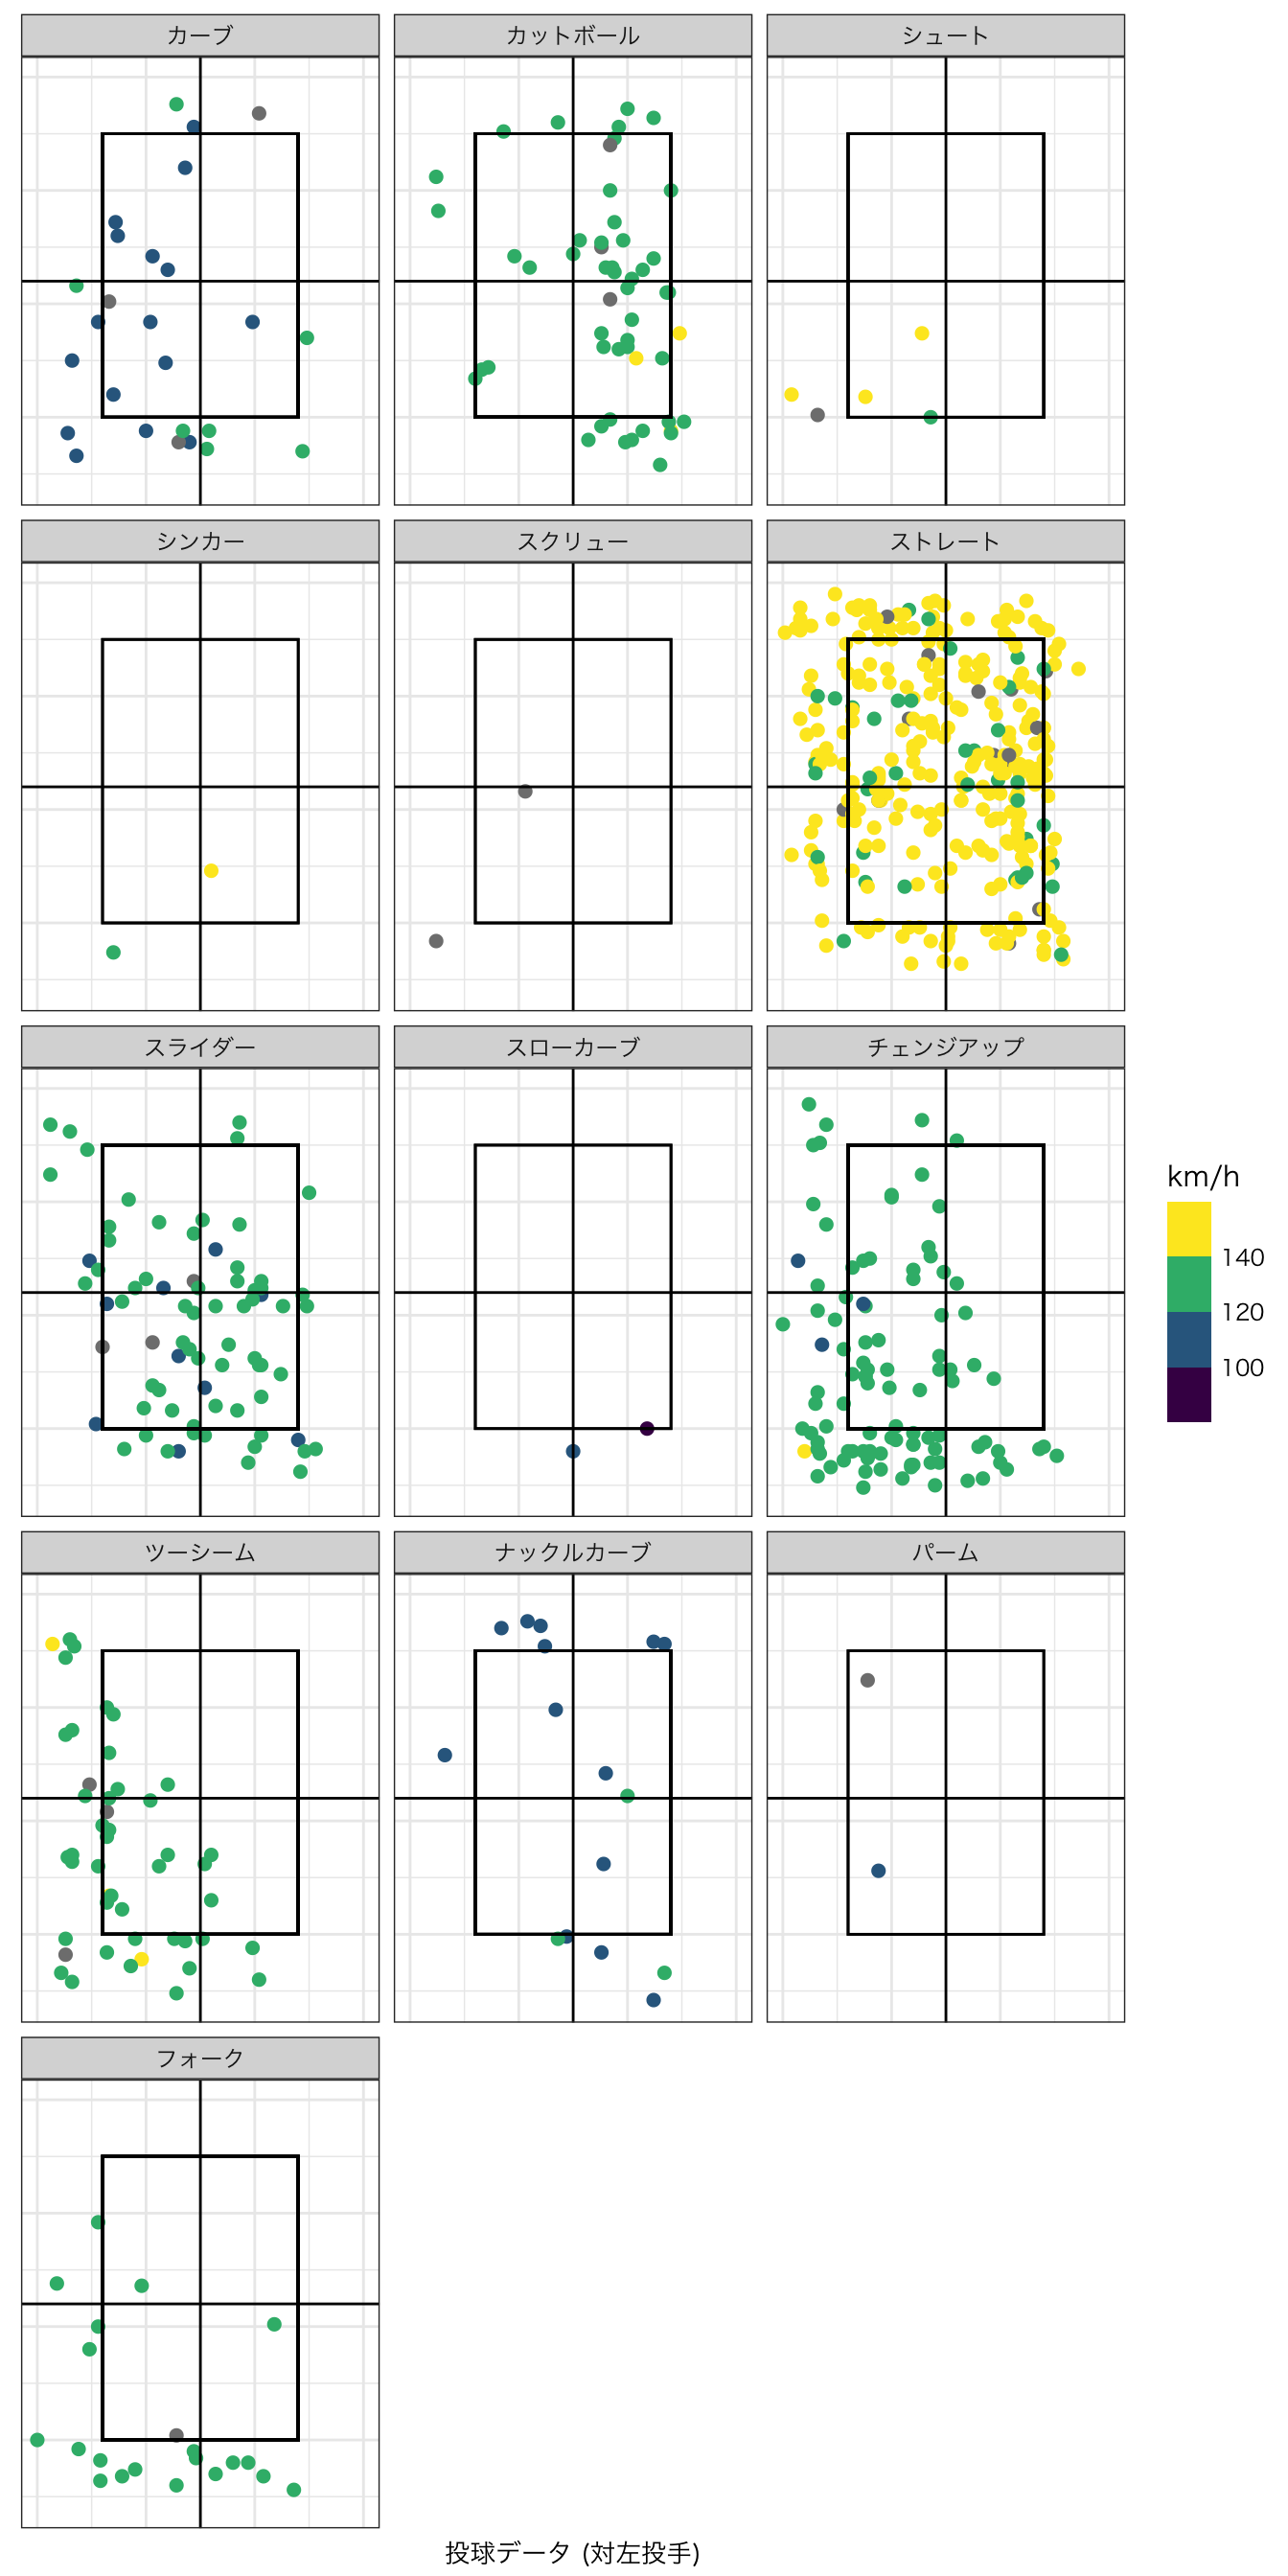 カーブ
カットボール
シュート
シンカー
スクリュー
ストレート
スライダー
スローカーブ
チェンジアップ
km/h
140
120
100
ツーシーム
ナックルカーブ
パーム
フォーク
投球データ (対左投手)